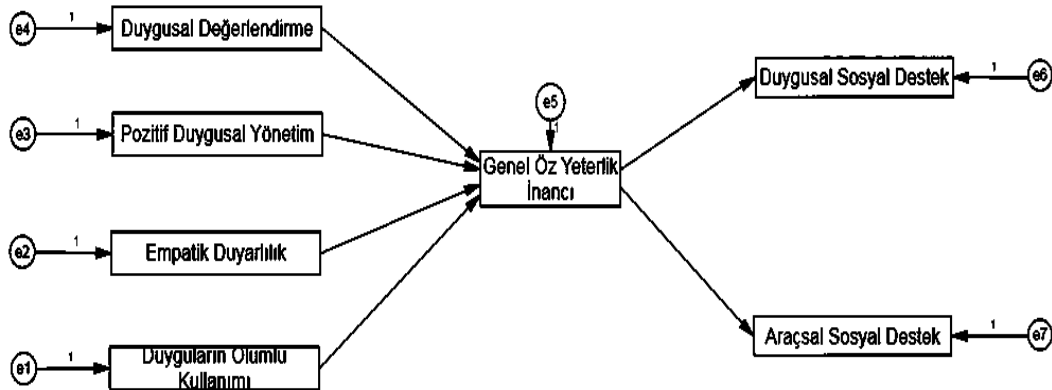 e4
1
Duygusal Değerlendirme
e3
1
Pozitif Duygusal Yönetim
e2
1
Empatik Duyarlılık
e1
1
Duyguların Olumlu
Kullanımı
e5
1
Genel Öz Yeterlik
İnancı
Duygusal Sosyal Destek
1
e6
Araçsal Sosyal Destek
1
e7